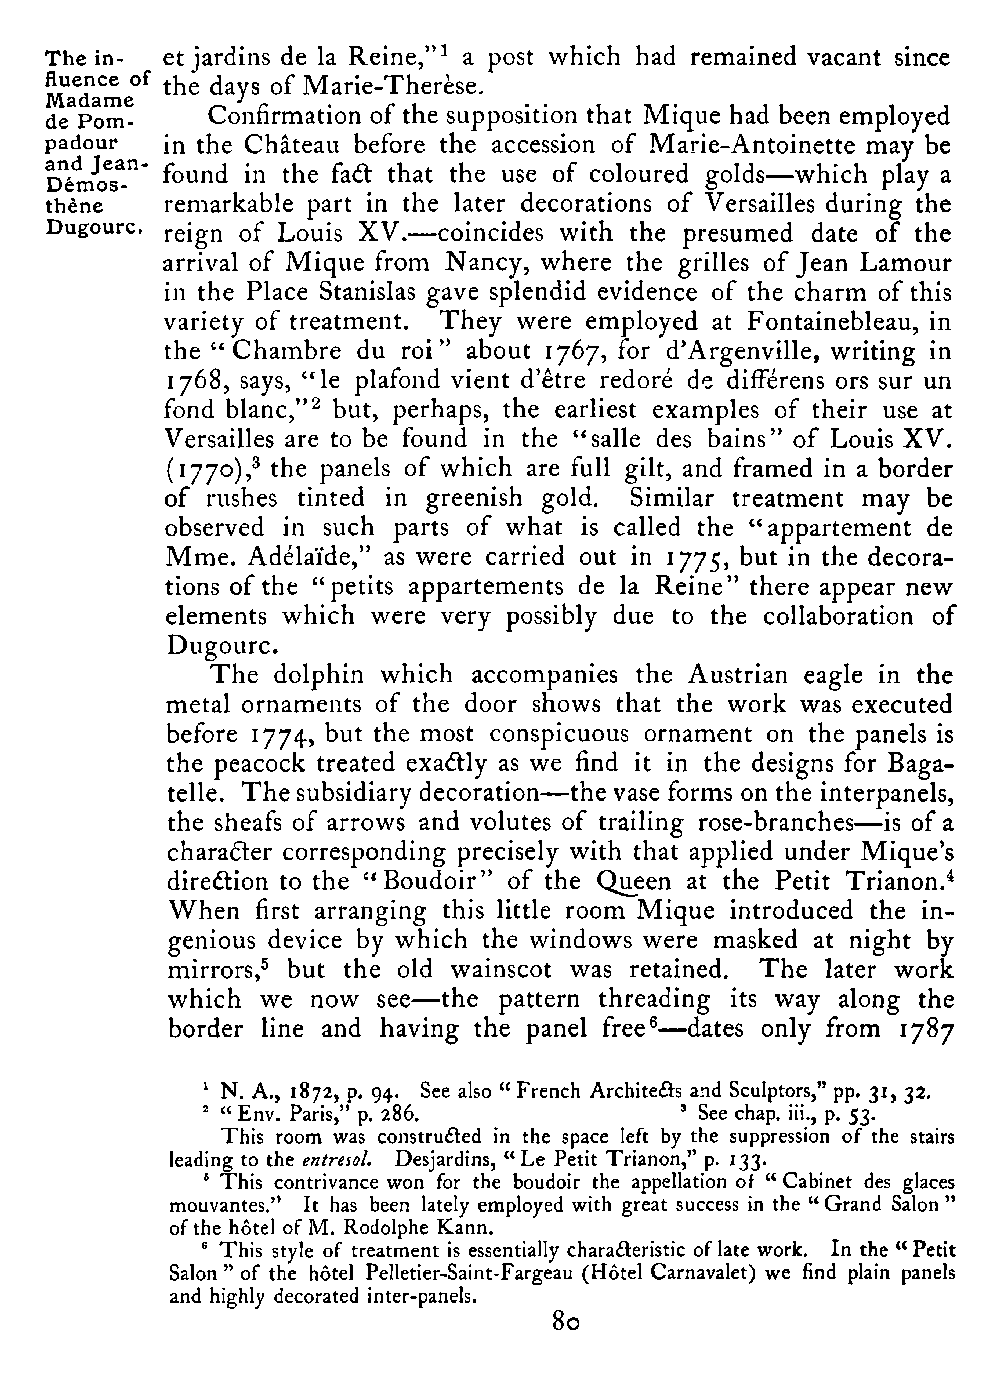 The in-
fluence of
Madame
de Pom-
padour
and Jean-
Démos-
thène
Dugourc.
et jardins de la Reine,”¹ a post which had remained vacant since
the days of Marie-Therèse.
Confirmation of the supposition that Mique had been employed
in the Château before the accession of Marie-Antoinette may be
found in the fact that the use of coloured golds—which play a
remarkable part in the later decorations of Versailles during the
reign of Louis XV.—coincides with the presumed date of the
arrival of Mique from Nancy, where the grilles of Jean Lamour
in the Place Stanislas gave splendid evidence of the charm of this
variety of treatment. They were employed at Fontainebleau, in
the “Chambre du roi” about 1767, for d’Argenville, writing in
1768, says, “le plafond vient d’être redoré de différens ors sur un
fond blanc,”² but, perhaps, the earliest examples of their use at
Versailles are to be found in the “salle des bains” of Louis XV.
(1770),³ the panels of which are full gilt, and framed in a border
of rushes tinted in greenish gold. Similar treatment may be
observed in such parts of what is called the “appartement de
Mme. Adélaïde,” as were carried out in 1775, but in the decora-
tions of the “petits appartements de la Reine” there appear new
elements which were very possibly due to the collaboration of
Dugourc.
The dolphin which accompanies the Austrian eagle in the
metal ornaments of the door shows that the work was executed
before 1774, but the most conspicuous ornament on the panels is
the peacock treated exactly as we find it in the designs for Baga-
telle. The subsidiary decoration—the vase forms on the interpanels,
the sheafs of arrows and volutes of trailing rose-branches—is of a
character corresponding precisely with that applied under Mique’s
direction to the “Boudoir” of the Queen at the Petit Trianon.⁴
When first arranging this little room Mique introduced the in-
genious device by which the windows were masked at night by
mirrors,⁵ but the old wainscot was retained. The later work
which we now see—the pattern threading its way along the
border line and having the panel free⁶—dates only from 1787
¹ N. A., 1872, p. 94. See also “French Architects and Sculptors,” pp. 31, 32.
² “Env. Paris,” p. 286. ³ See chap. iii., p. 53.
This room was constructed in the space left by the suppression of the stairs
leading to the entresol. Desjardins, “Le Petit Trianon,” p. 133.
⁵ This contrivance won for the boudoir the appellation of “Cabinet des glaces
mouvantes.” It has been lately employed with great success in the “Grand Salon”
of the hôtel of M. Rodolphe Kann.
⁶ This style of treatment is essentially characteristic of late work. In the “Petit
Salon” of the hôtel Pelletier-Saint-Fargeau (Hôtel Carnavalet) we find plain panels
and highly decorated inter-panels.
80